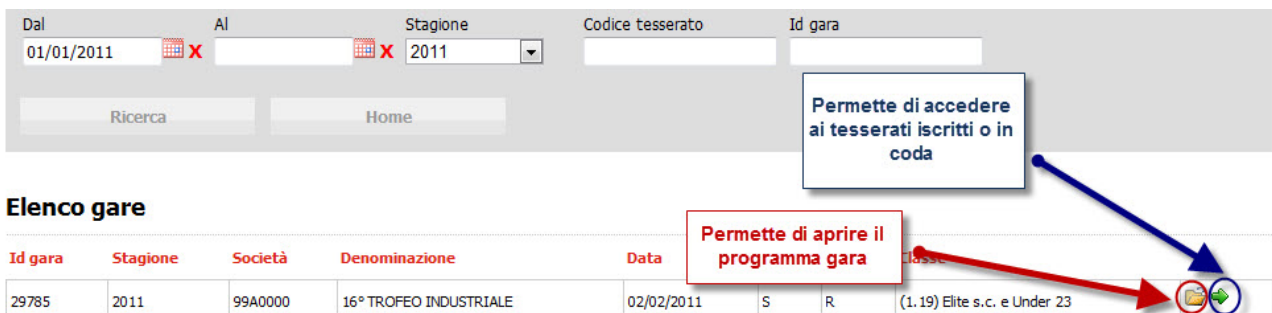 Dal Al Stagione Codice tesserato Id gara
01/01/2011 X X 2011
Ricerca Home
Permette di accedere
ai tesserati iscritti o in
coda
Elenco gare
Permette di aprire il
programma gara
Id gara Stagione Società Denominazione Data Classe
29785 2011 99A0000 16° TROFEO INDUSTRIALE 02/02/2011 S R (1.19) Elite s.c. e Under 23